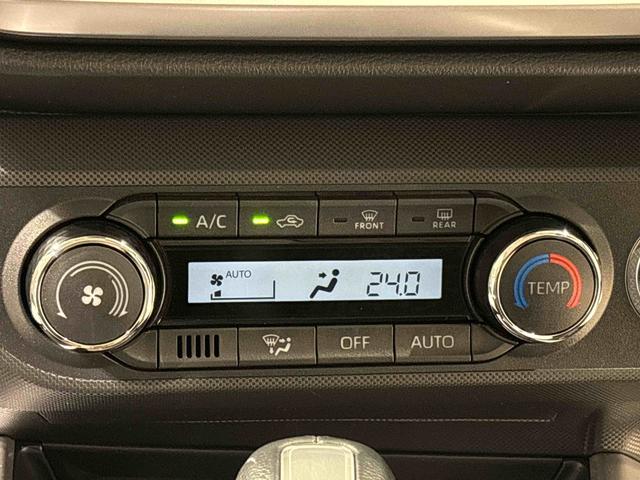 A/C FRONT REAR
AUTO 24.0
TEMP
OFF AUTO